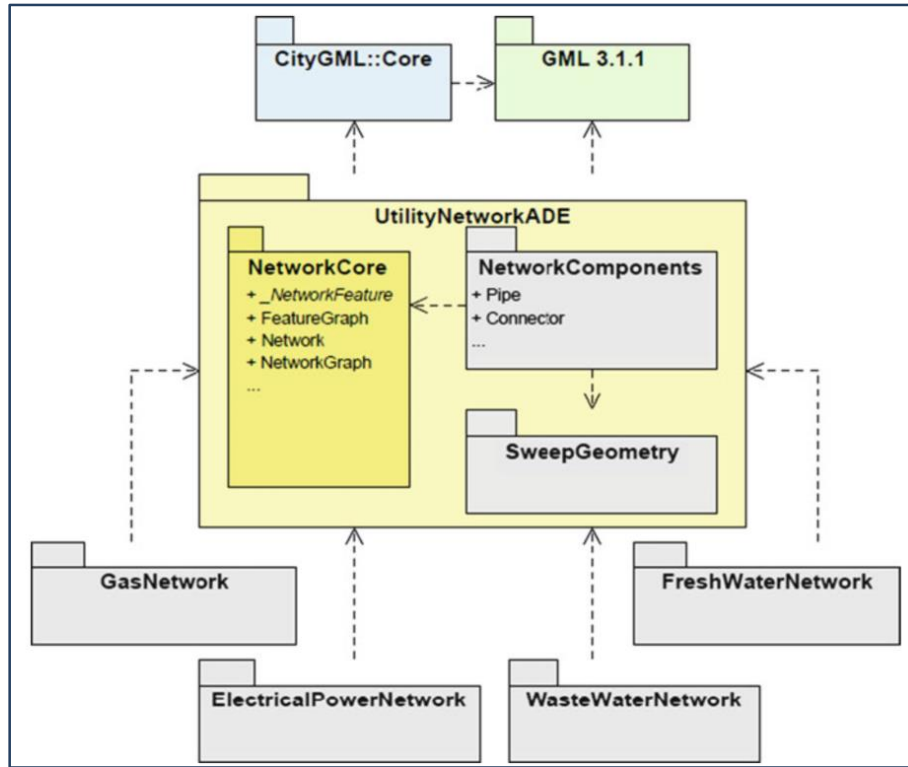 CityGML::Core
GML 3.1.1
UtilityNetworkADE
NetworkCore
+ _NetworkFeature
+ FeatureGraph
+ Network
+ NetworkGraph
...
NetworkComponents
+ Pipe
+ Connector
...
SweepGeometry
GasNetwork
FreshWaterNetwork
ElectricalPowerNetwork
WasteWaterNetwork